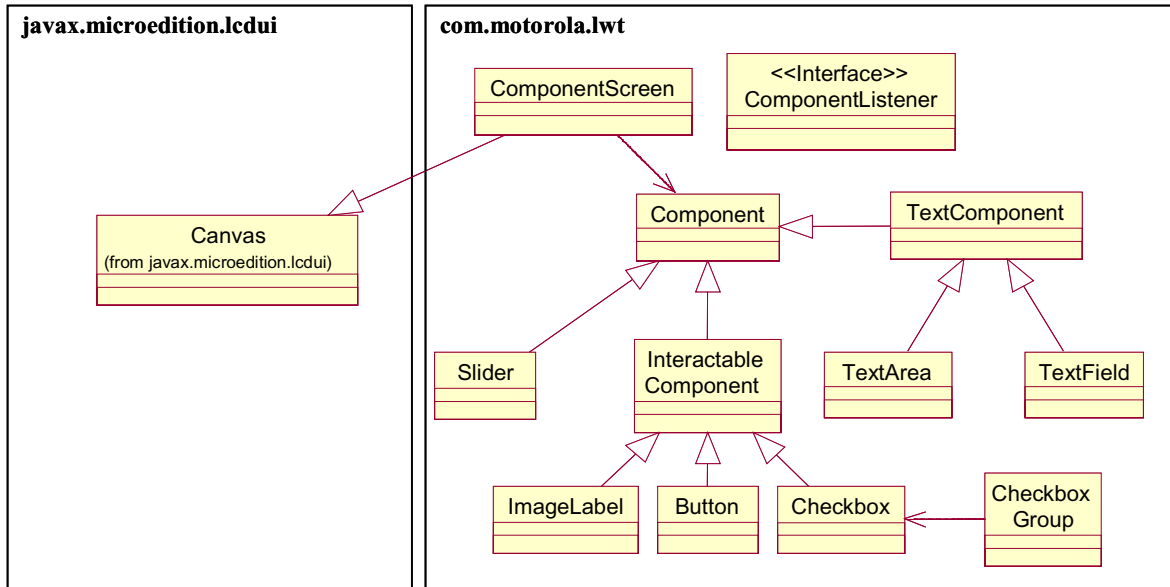 javax.microedition.lcdui
com.motorola.lwt
ComponentScreen
<<Interface>>
ComponentListener
Canvas
(from javax.microedition.lcdui)
Component
TextComponent
Slider
Interactable
Component
TextArea
TextField
ImageLabel
Button
Checkbox
Checkbox
Group